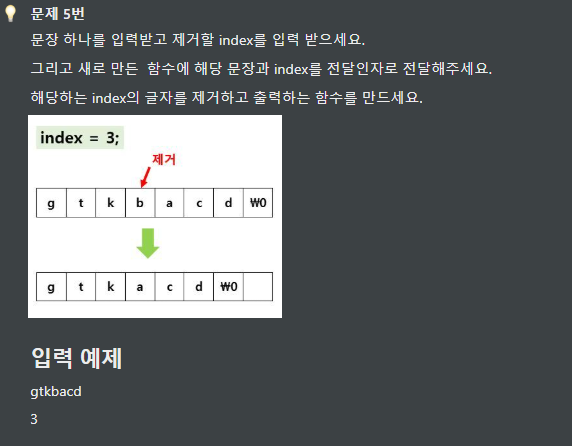 문제 5번
문장 하나를 입력받고 제거할 index를 입력 받으세요.
그리고 새로 만든 함수에 해당 문장과 index를 전달인자로 전달해주세요.
해당하는 index의 글자를 제거하고 출력하는 함수를 만드세요.
index = 3;
제거
g t k b a c d ₩0
g t k a c d ₩0
입력 예제
gtkbacd
3